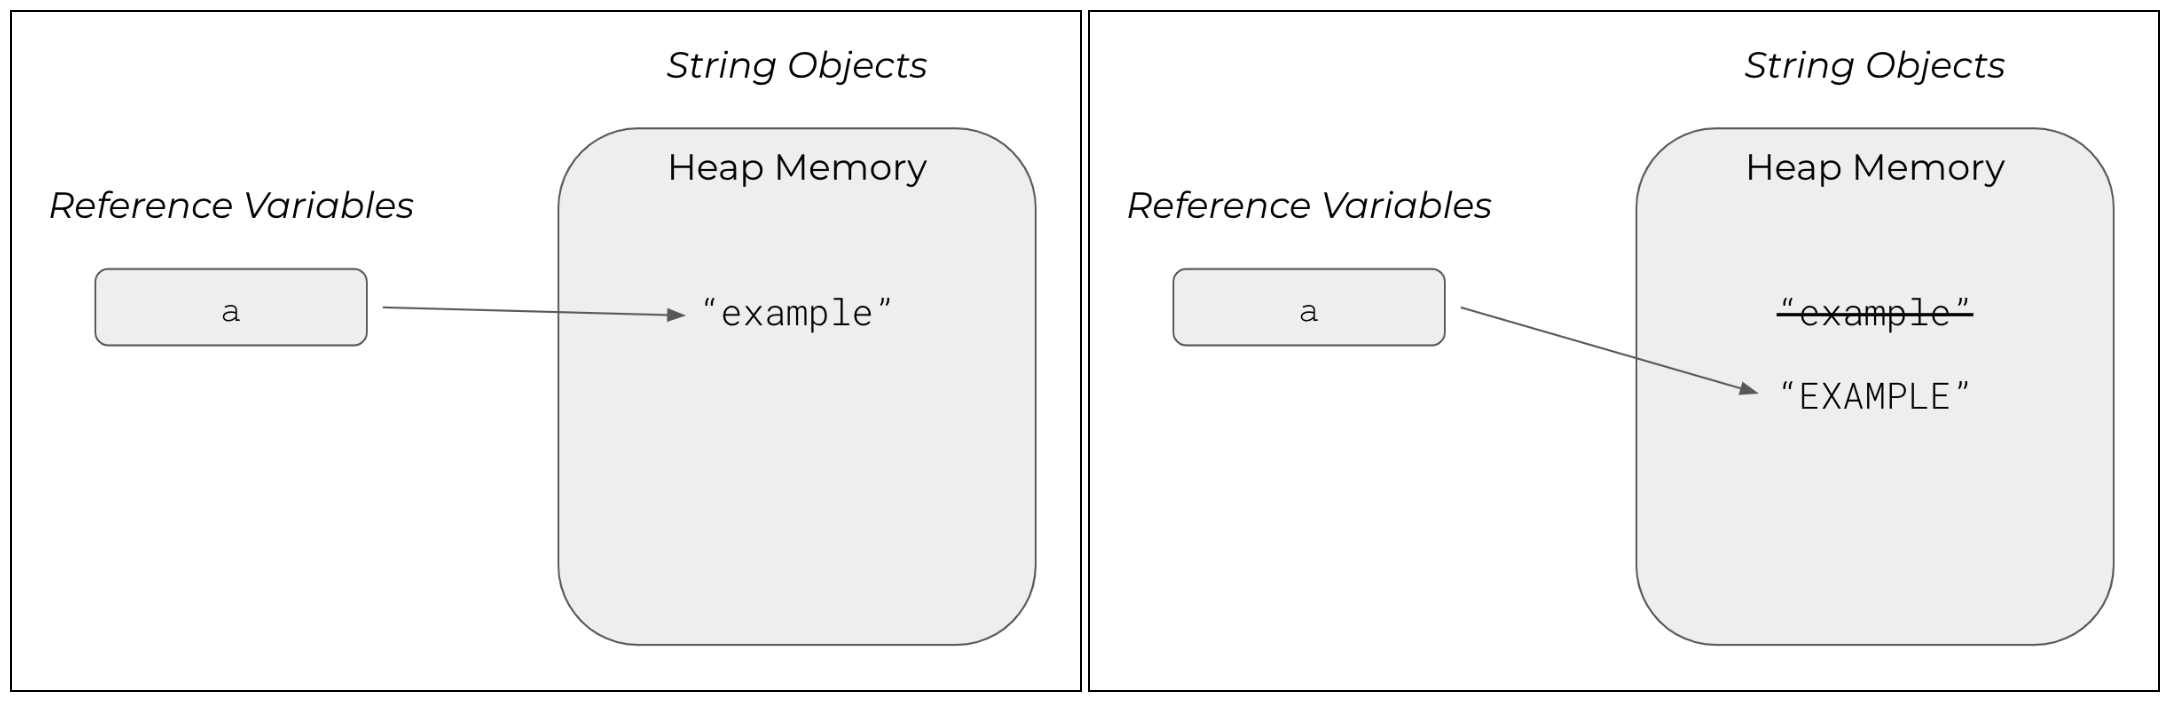 String Objects
Heap Memory
Reference Variables
a
“example”
String Objects
Heap Memory
Reference Variables
a
“example”
“EXAMPLE”